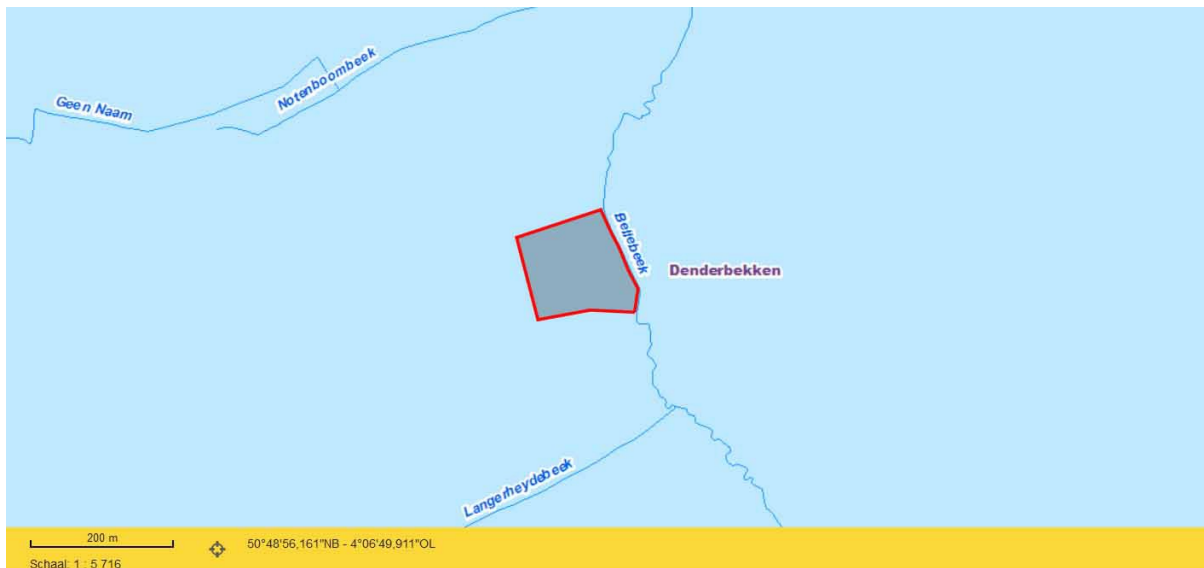 Geen Naam
Notenboombeek
Bellebeek
Denderbekken
Langerheydebeek
200 m
50°48'56,161"NB - 4°06'49,911"OL
Schaal: 1 : 5 716